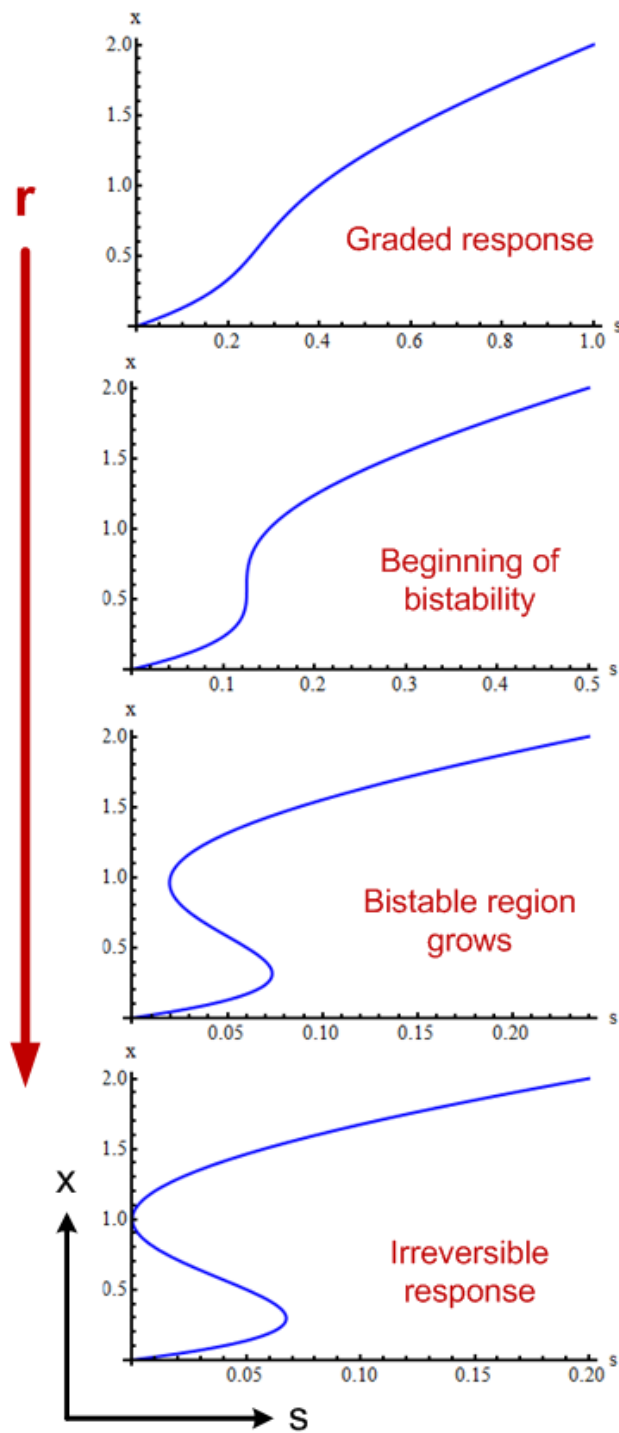 x
2.0
1.5
r
1.0
Graded response
0.5
0.2 0.4 0.6 0.8 1.0 s
x
2.0
1.5
1.0
Beginning of
bistability
0.5
0.1 0.2 0.3 0.4 0.5 s
x
2.0
1.5
1.0
Bistable region
grows
0.5
0.05 0.10 0.15 0.20 s
x
2.0
1.5
x
1.0
Irreversible
response
0.5
0.05 0.10 0.15 0.20 s
s